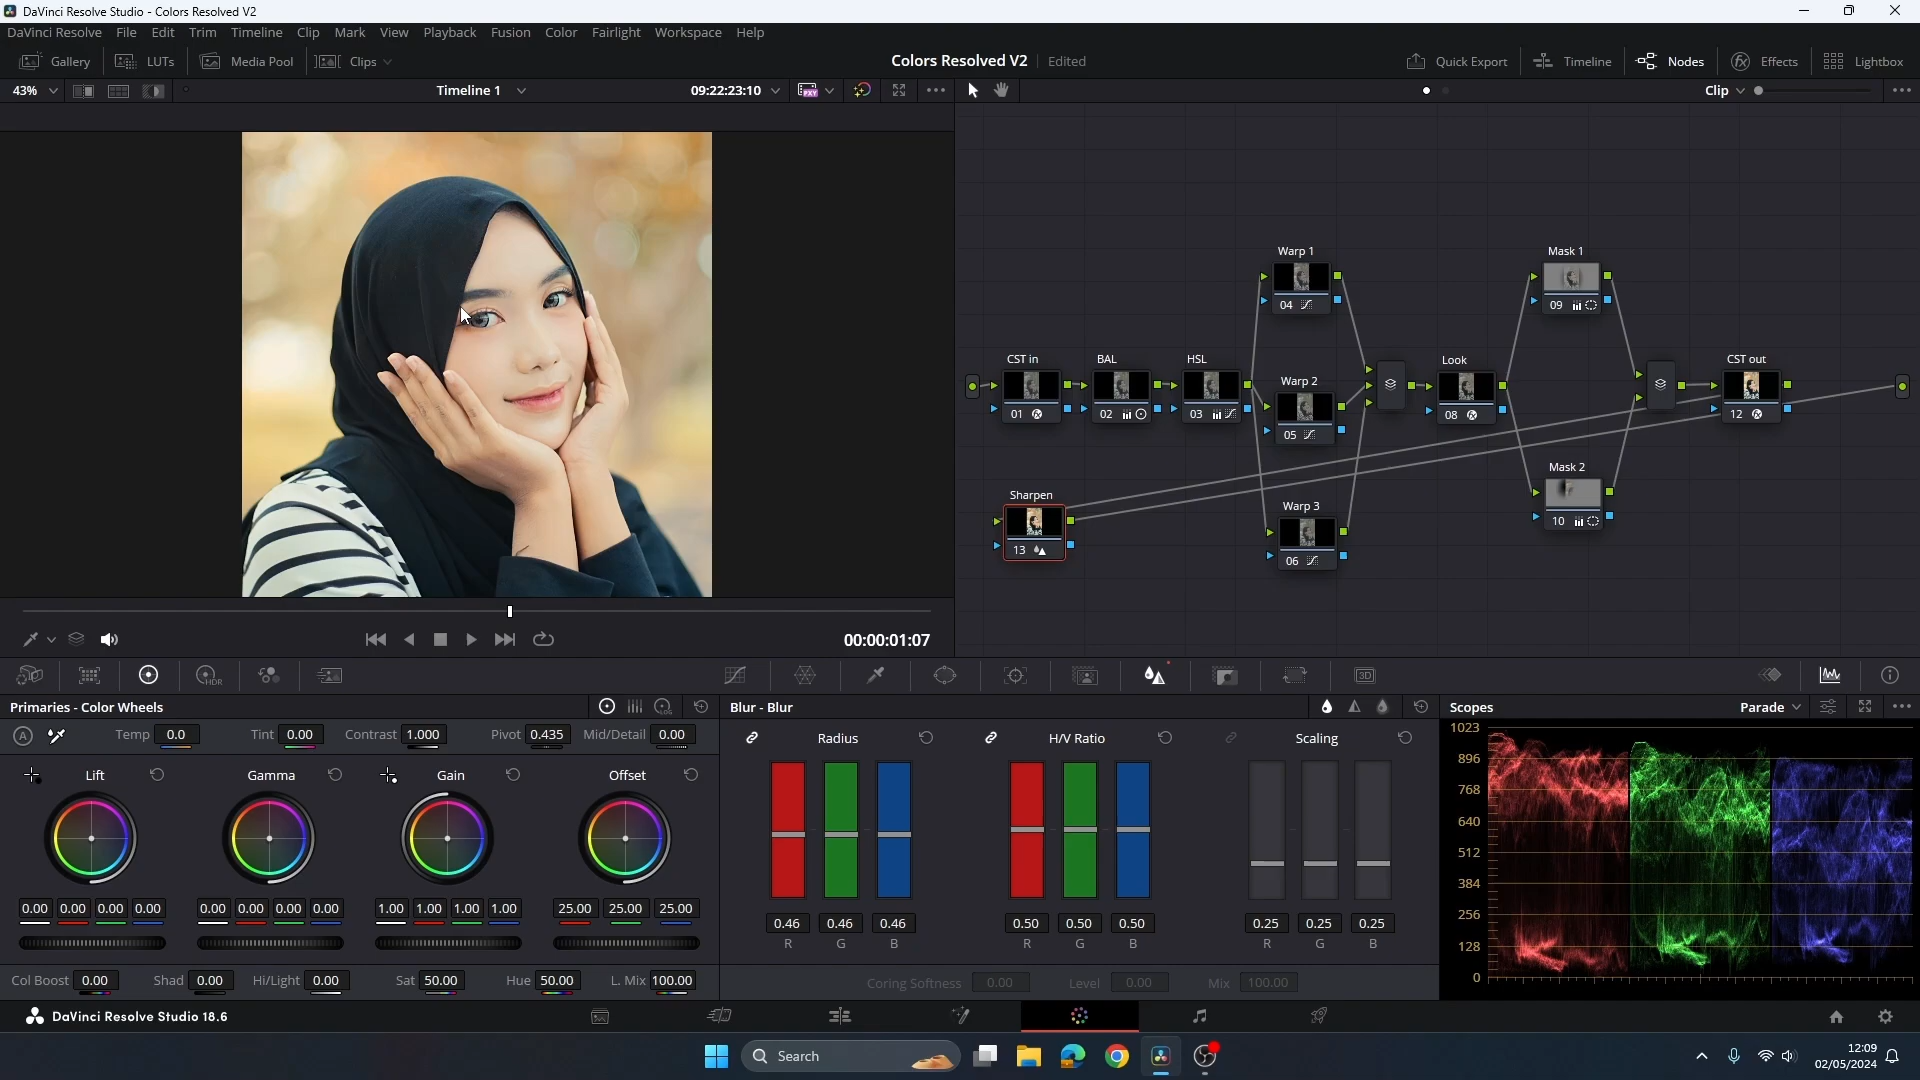 DaVinci Resolve Studio - Colors Resolved V2
DaVinci Resolve File Edit Trim Timeline Clip Mark View Playback Fusion Color Fairlight Workspace Help
Gallery LUTs Media Pool Clips Colors Resolved V2 Edited Quick Export Timeline Nodes Effects Lightbox
43% Timeline 1 09:22:23:10 Clip
Warp 1
04
Mask 1
09
CST in
01
BAL
02
HSL
03
Warp 2
05
Look
08
CST out
12
Mask 2
10
Sharpen
13
Warp 3
06
00:00:01:07
HDR
3D
Primaries - Color Wheels
LOG
A Temp 0.0 Tint 0.00 Contrast 1.000 Pivot 0.435 Mid/Detail 0.00
Lift Gamma Gain Offset
0.00 0.00 0.00 0.00 0.00 0.00 0.00 0.00 1.00 1.00 1.00 1.00 25.00 25.00 25.00
Col Boost 0.00 Shad 0.00 Hi/Light 0.00 Sat 50.00 Hue 50.00 L. Mix 100.00
Blur - Blur
Radius H/V Ratio Scaling
0.46 0.46 0.46 0.50 0.50 0.50 0.25 0.25 0.25
R G B R G B R G B
Coring Softness 0.00 Level 0.00 Mix 100.00
Scopes Parade
1023
896
768
640
512
384
256
128
0
DaVinci Resolve Studio 18.6
Search
12:09
02/05/2024